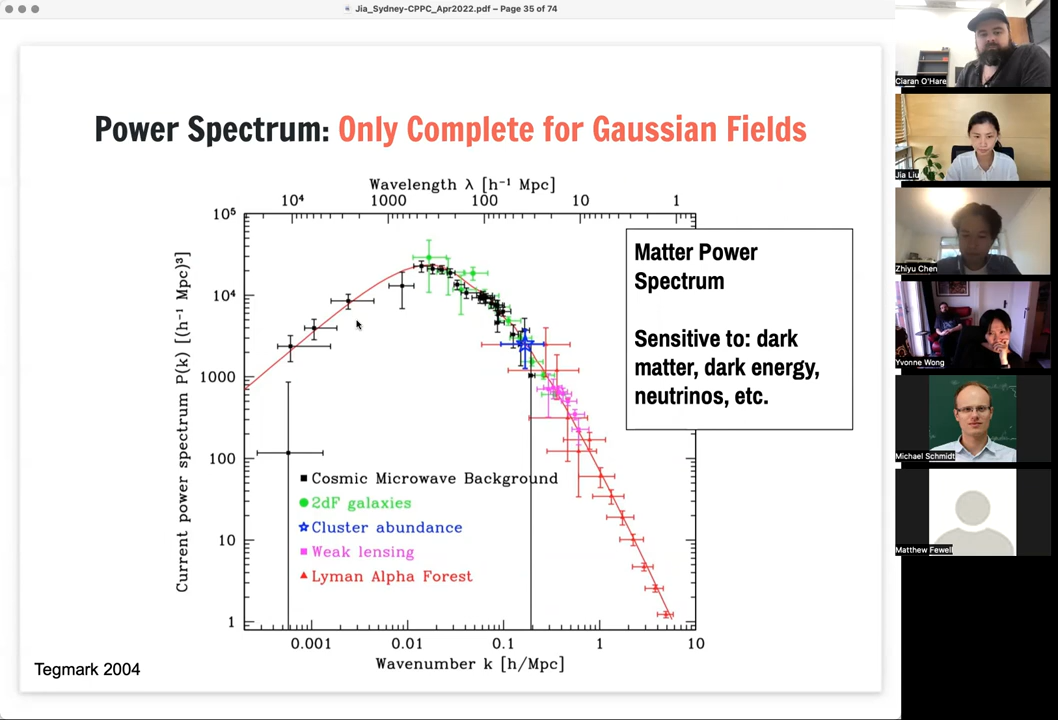 Jia_Sydney-CPPC_Apr2022.pdf – Page 35 of 74
Power Spectrum: Only Complete for Gaussian Fields
Wavelength λ [h⁻¹ Mpc]
10⁴ 1000 100 10 1
Current power spectrum P(k) [(h⁻¹ Mpc)³]
10⁵
10⁴
1000
100
10
1
Cosmic Microwave Background
2dF galaxies
Cluster abundance
Weak lensing
Lyman Alpha Forest
0.001 0.01 0.1 1 10
Wavenumber k [h/Mpc]
Matter Power
Spectrum
Sensitive to: dark
matter, dark energy,
neutrinos, etc.
Tegmark 2004
Ciaran O'Hare
Jia Liu
Zhiyu Chen
Yvonne Wong
Michael Schmidt
Matthew Fewell